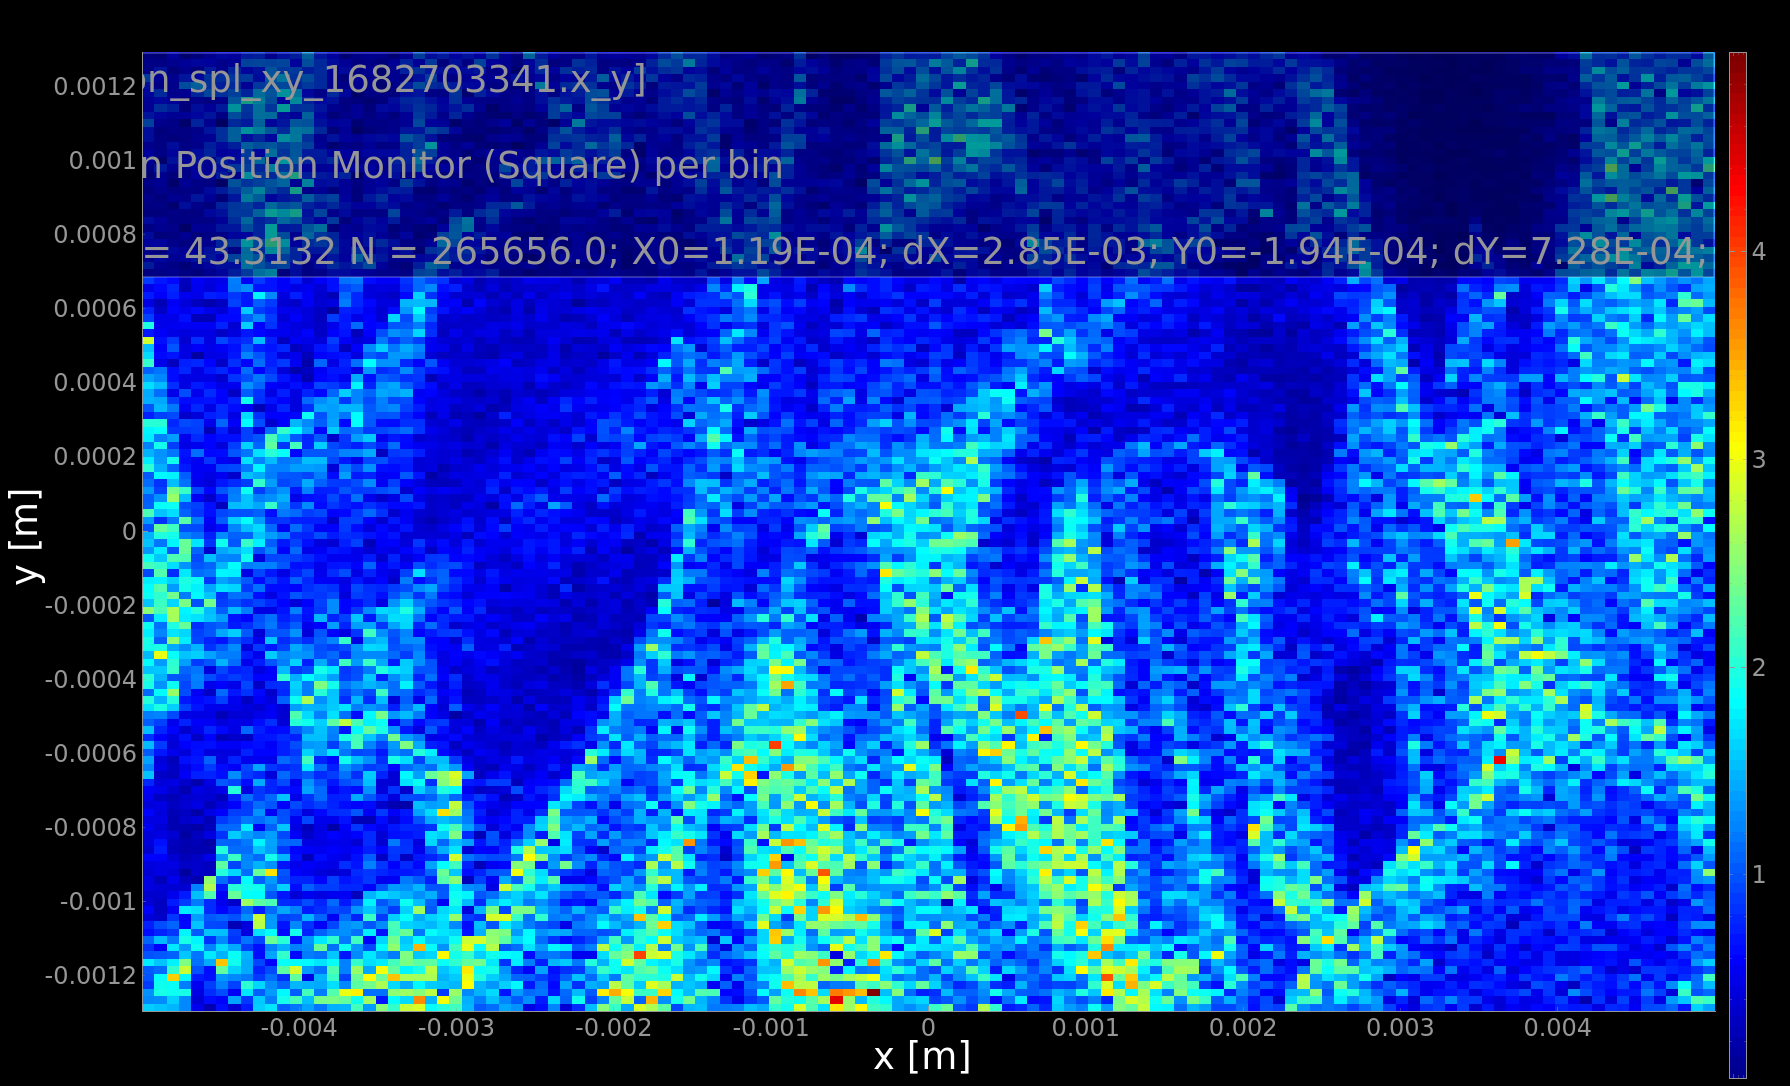 on_spl_xy_1682703341.x_y]
n Position Monitor (Square) per bin
= 43.3132 N = 265656.0; X0=1.19E-04; dX=2.85E-03; Y0=-1.94E-04; dY=7.28E-04;
0.0012
0.001
0.0008
0.0006
0.0004
0.0002
0
-0.0002
-0.0004
-0.0006
-0.0008
-0.001
-0.0012
y [m]
-0.004 -0.003 -0.002 -0.001 0 0.001 0.002 0.003 0.004
x [m]
4
3
2
1